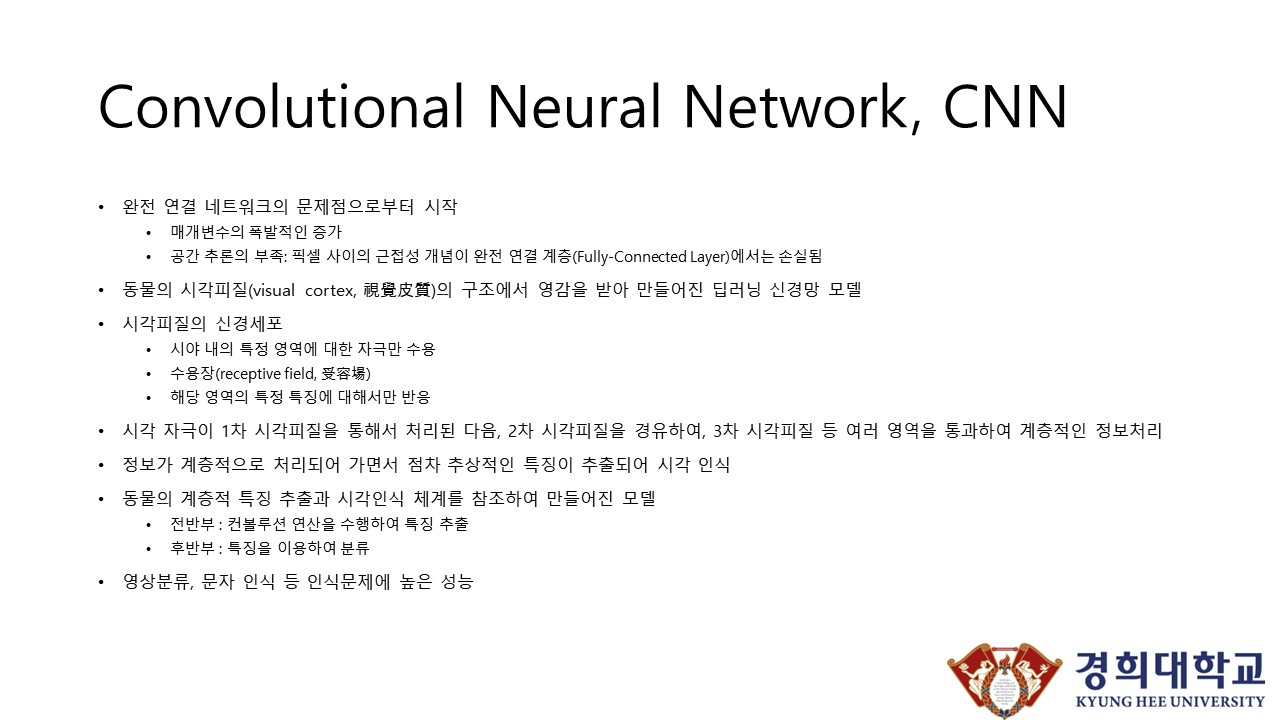 Convolutional Neural Network, CNN
• 완전 연결 네트워크의 문제점으로부터 시작
• 매개변수의 폭발적인 증가
• 공간 추론의 부족: 픽셀 사이의 근접성 개념이 완전 연결 계층(Fully-Connected Layer)에서는 손실됨
• 동물의 시각피질(visual cortex, 視覺皮質)의 구조에서 영감을 받아 만들어진 딥러닝 신경망 모델
• 시각피질의 신경세포
• 시야 내의 특정 영역에 대한 자극만 수용
• 수용장(receptive field, 受容場)
• 해당 영역의 특정 특징에 대해서만 반응
• 시각 자극이 1차 시각피질을 통해서 처리된 다음, 2차 시각피질을 경유하여, 3차 시각피질 등 여러 영역을 통과하여 계층적인 정보처리
• 정보가 계층적으로 처리되어 가면서 점차 추상적인 특징이 추출되어 시각 인식
• 동물의 계층적 특징 추출과 시각인식 체계를 참조하여 만들어진 모델
• 전반부 : 컨볼루션 연산을 수행하여 특징 추출
• 후반부 : 특징을 이용하여 분류
• 영상분류, 문자 인식 등 인식문제에 높은 성능
경희대학교
KYUNG HEE UNIVERSITY